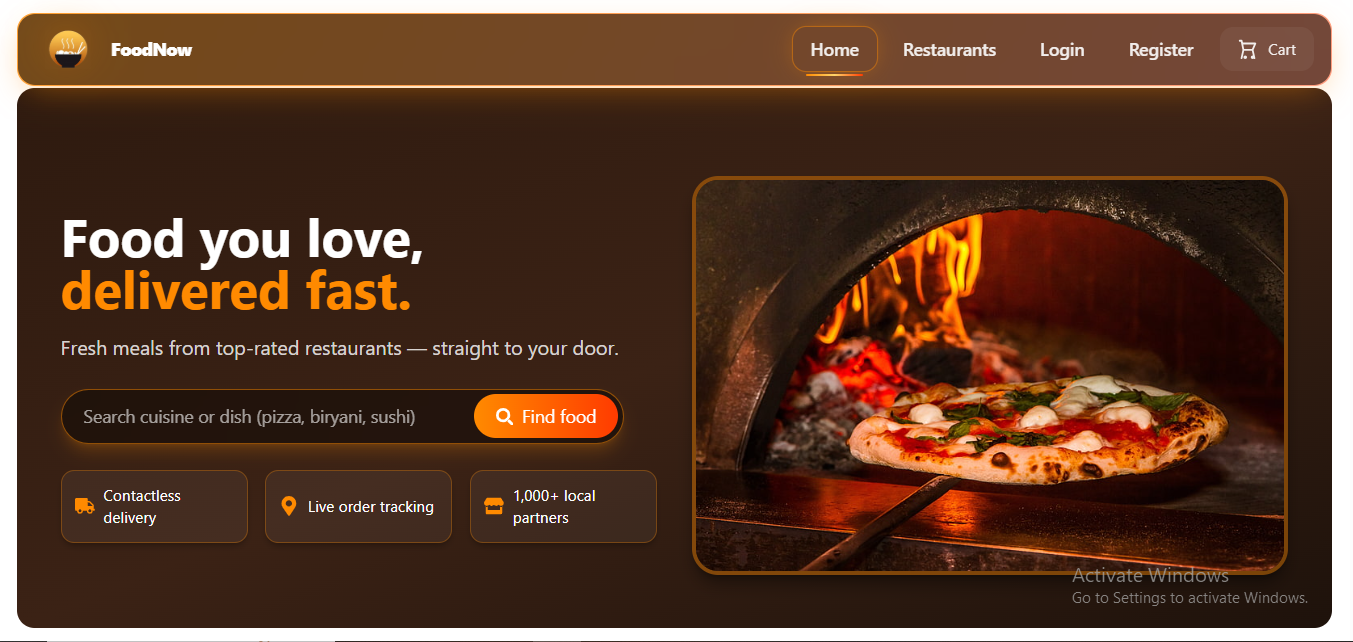 FoodNow
Home
Restaurants
Login
Register
Cart
Food you love,
delivered fast.
Fresh meals from top-rated restaurants — straight to your door.
Search cuisine or dish (pizza, biryani, sushi)
Find food
Contactless
delivery
Live order tracking
1,000+ local
partners
Activate Windows
Go to Settings to activate Windows.